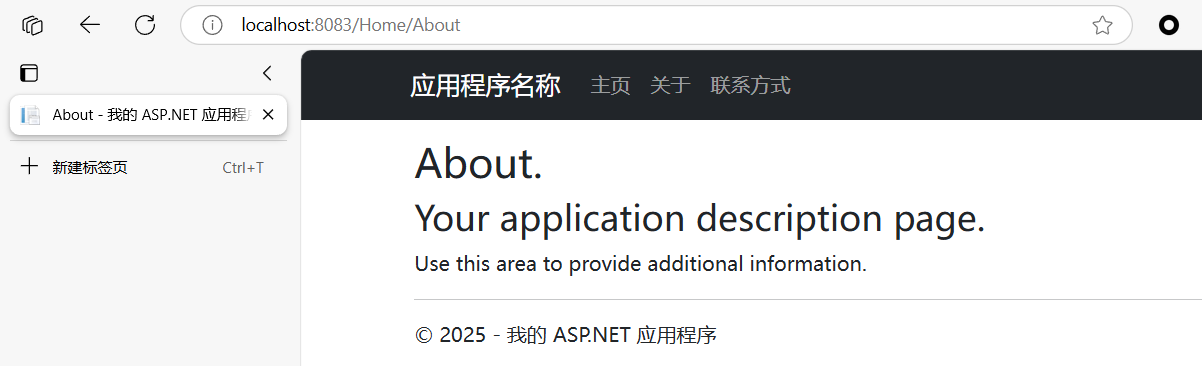 localhost:8083/Home/About
About - 我的 ASP.NET 应用程
新建标签页 Ctrl+T
应用程序名称 主页 关于 联系方式
About.
Your application description page.
Use this area to provide additional information.
© 2025 - 我的 ASP.NET 应用程序